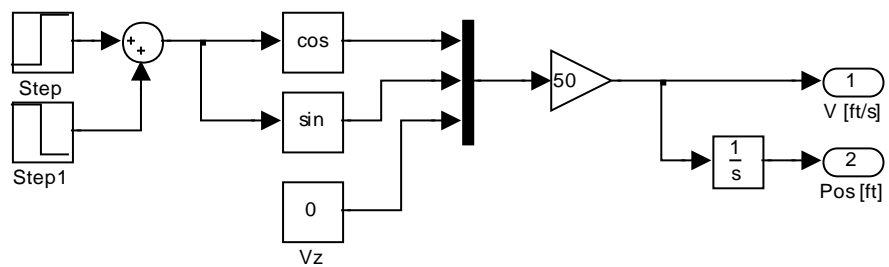 Step
Step1
+
+
cos
sin
0
Vz
50
1
V [ft/s]
1
s
2
Pos [ft]